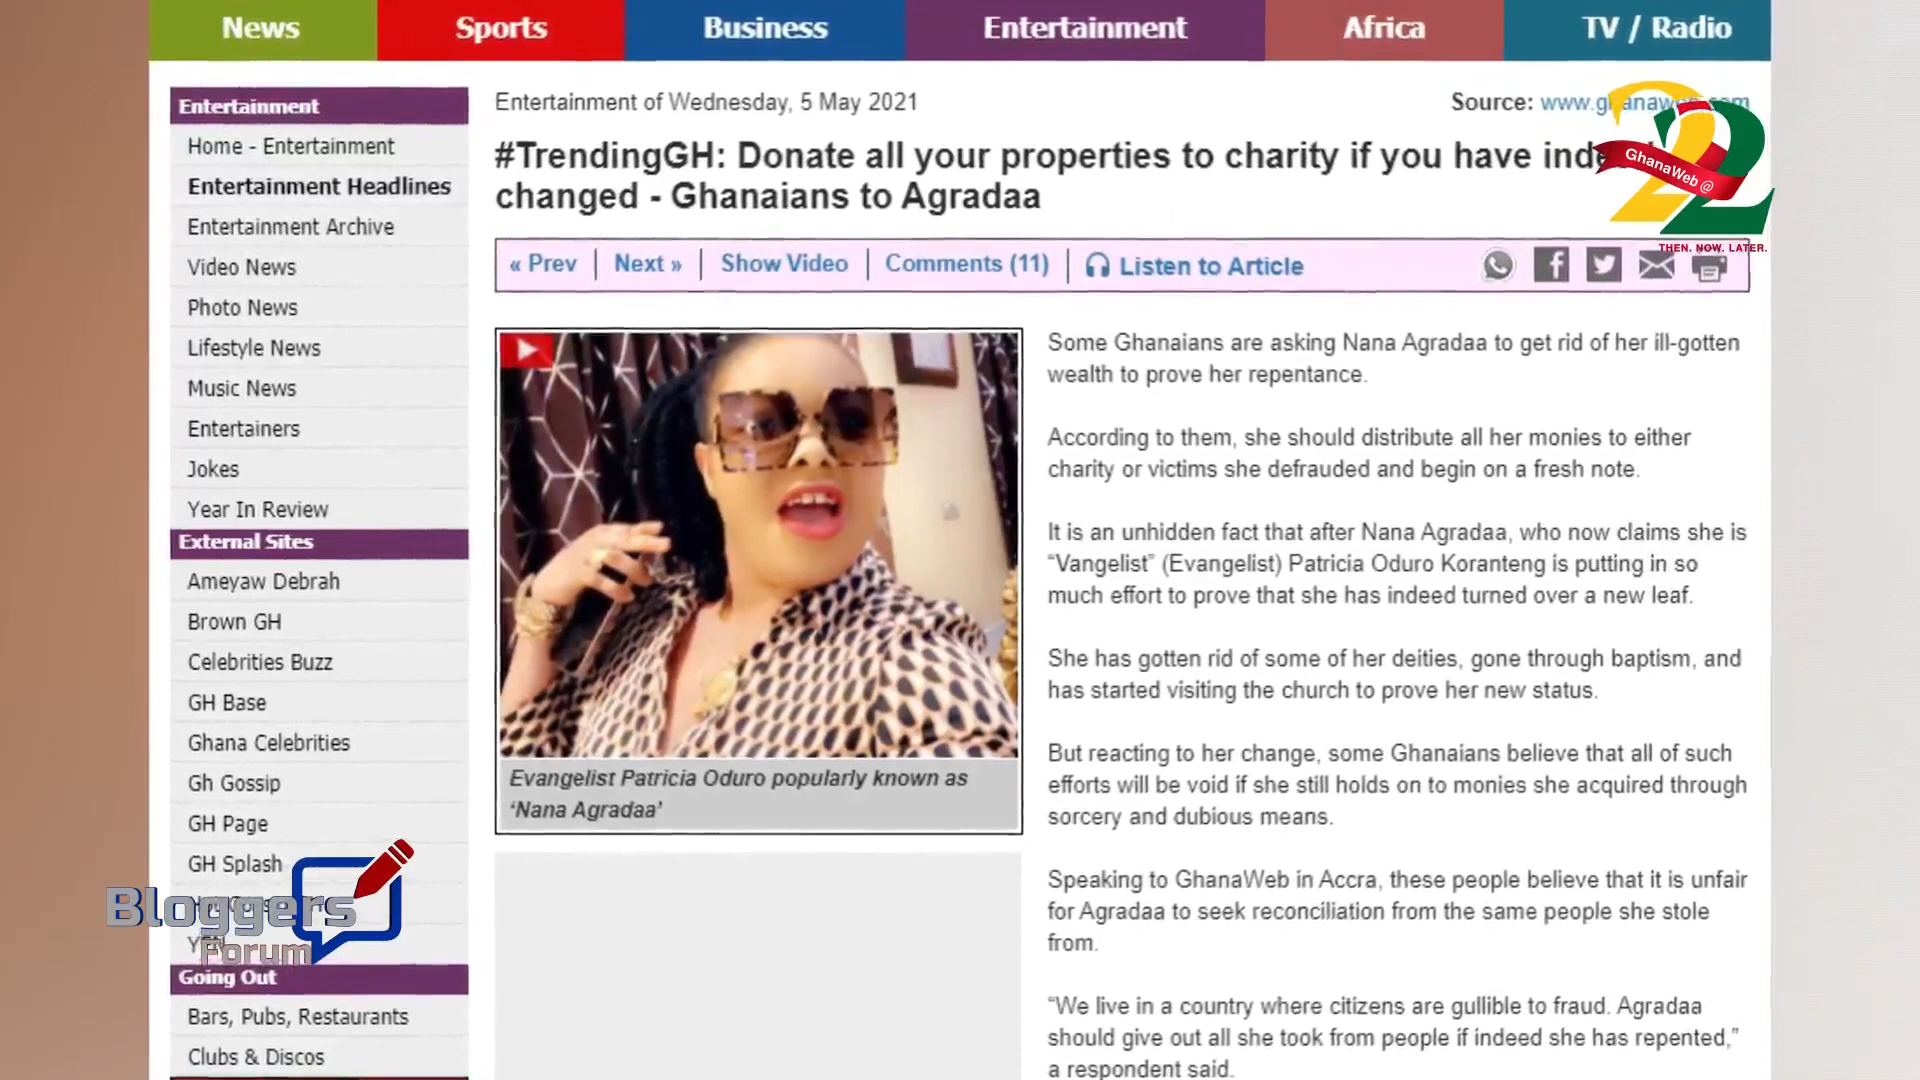 News Sports Business Entertainment Africa TV / Radio
Entertainment
Home - Entertainment
Entertainment Headlines
Entertainment Archive
Video News
Photo News
Lifestyle News
Music News
Entertainers
Jokes
Year In Review
External Sites
Ameyaw Debrah
Brown GH
Celebrities Buzz
GH Base
Ghana Celebrities
Gh Gossip
GH Page
GH Splash
Going Out
Bars, Pubs, Restaurants
Clubs & Discos
Bloggers
Forum
Entertainment of Wednesday, 5 May 2021
Source: www.ghanaweb.com
22
GhanaWeb @
THEN. NOW. LATER.
#TrendingGH: Donate all your properties to charity if you have
changed - Ghanaians to Agradaa
« Prev | Next » | Show Video | Comments (11) | Listen to Article
Evangelist Patricia Oduro popularly known as
‘Nana Agradaa’
Some Ghanaians are asking Nana Agradaa to get rid of her ill-gotten
wealth to prove her repentance.
According to them, she should distribute all her monies to either
charity or victims she defrauded and begin on a fresh note.
It is an unhidden fact that after Nana Agradaa, who now claims she is
“Vangelist” (Evangelist) Patricia Oduro Koranteng is putting in so
much effort to prove that she has indeed turned over a new leaf.
She has gotten rid of some of her deities, gone through baptism, and
has started visiting the church to prove her new status.
But reacting to her change, some Ghanaians believe that all of such
efforts will be void if she still holds on to monies she acquired through
sorcery and dubious means.
Speaking to GhanaWeb in Accra, these people believe that it is unfair
for Agradaa to seek reconciliation from the same people she stole
from.
“We live in a country where citizens are gullible to fraud. Agradaa
should give out all she took from people if indeed she has repented,”
a respondent said.